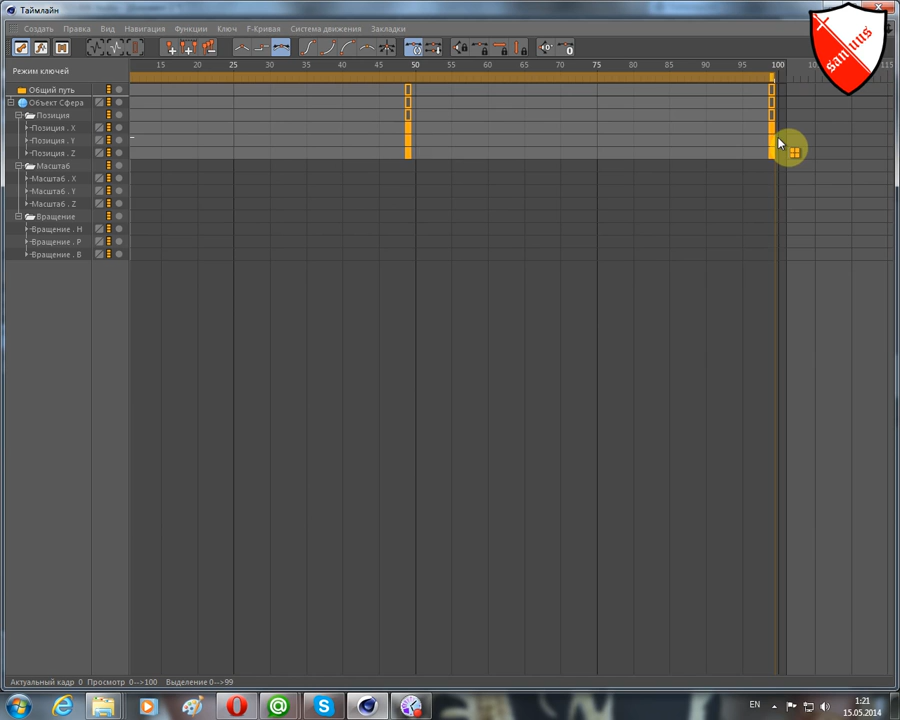 Таймлайн
Создать Правка Вид Навигация Функции Ключ F-Кривая Система движения Закладки
Режим ключей
15 20 25 30 35 40 45 50 55 60 65 70 75 80 85 90 95 100 115
Общий путь
Объект Сфера
Позиция
Позиция . X
Позиция . Y
Позиция . Z
Масштаб
Масштаб . X
Масштаб . Y
Масштаб . Z
Вращение
Вращение . H
Вращение . P
Вращение . B
san uus
Актуальный кадр 0 Просмотр 0-->100 Выделение 0-->99
EN
1:21
15.05.2014